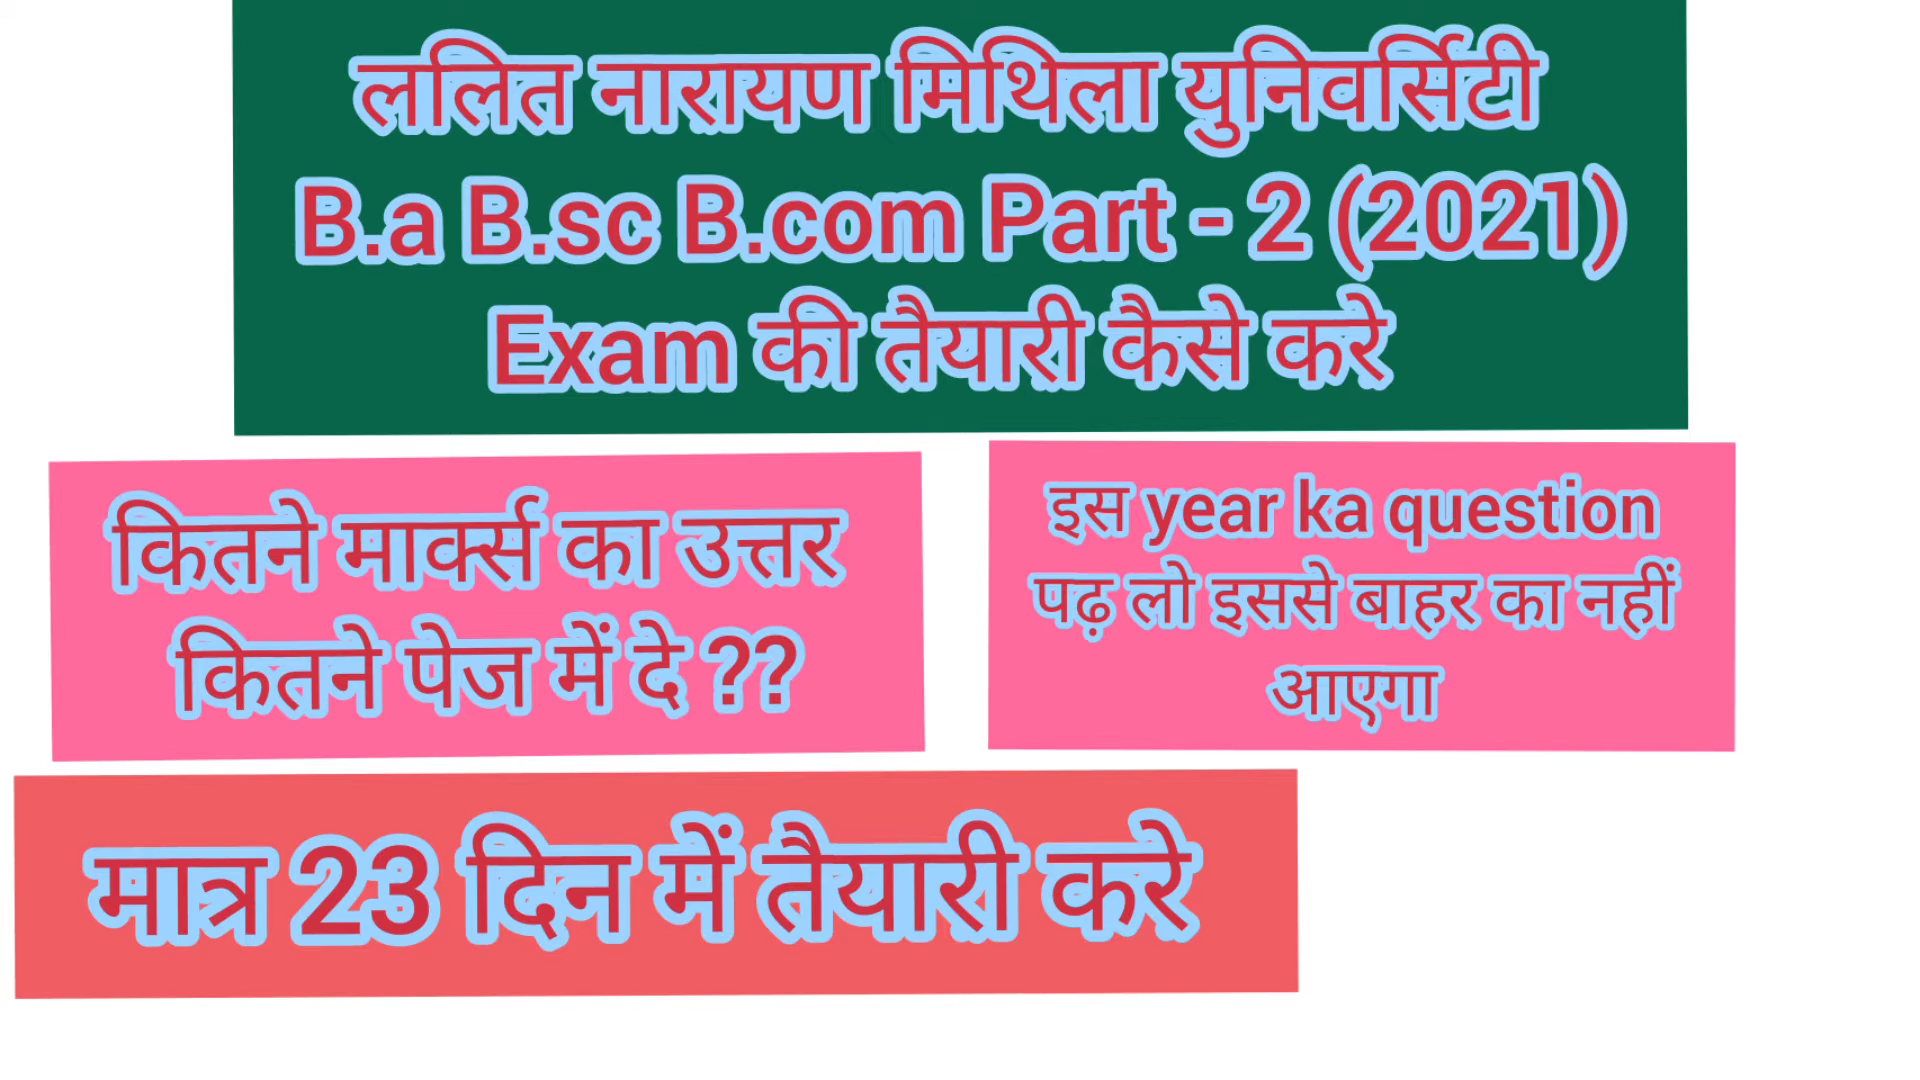 ललित नारायण मिथिला युनिवर्सिटी
B.a B.sc B.com Part - 2 (2021)
Exam की तैयारी कैसे करे
कितने मार्क्स का उत्तर
कितने पेज में दे ??
इस year ka question
पढ़ लो इससे बाहर का नहीं
आएगा
मात्र 23 दिन में तैयारी करे